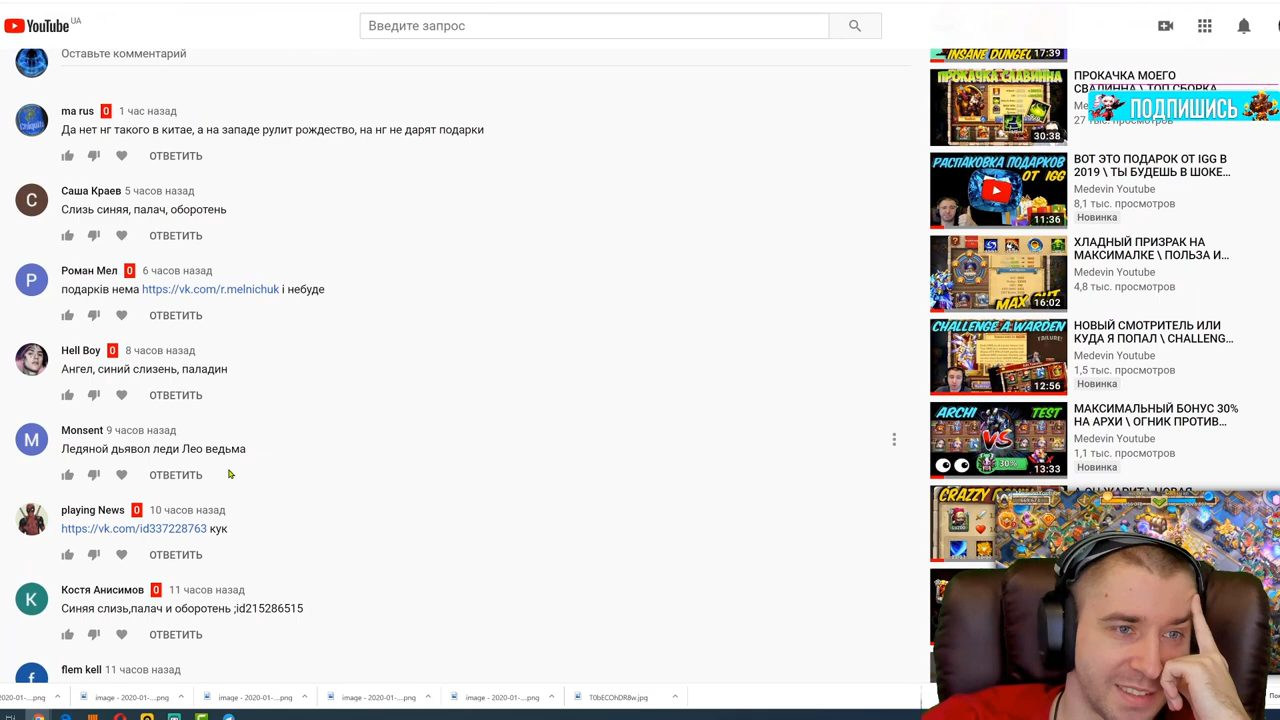 YouTube UA
Введите запрос
Оставьте комментарий
ma rus 0 1 час назад
Да нет нг такого в китае, а на западе рулит рождество, на нг не дарят подарки
ОТВЕТИТЬ
Саша Краев 5 часов назад
Слизь синяя, палач, оборотень
ОТВЕТИТЬ
Роман Мел 0 6 часов назад
подарків нема https://vk.com/r.melnichuk і небуде
ОТВЕТИТЬ
Hell Boy 0 8 часов назад
Ангел, синий слизень, паладин
ОТВЕТИТЬ
Monsent 9 часов назад
Ледяной дьявол леди Лео ведьма
ОТВЕТИТЬ
playing News 0 10 часов назад
https://vk.com/id337228763 кук
ОТВЕТИТЬ
Костя Анисимов 0 11 часов назад
Синяя слизь,палач и оборотень ;id215286515
ОТВЕТИТЬ
flem kell 11 часов назад
INSANE DUNGEO
17:39
ПРОКАЧКА СЛАВИННА
30:38
ПРОКАЧКА МОЕГО
СВАЛИННА \ ТОП СБОРКА
ПОДПИШИСЬ
РАСПАКОВКА ПОДАРКОВ
ОТ IGG
11:36
ВОТ ЭТО ПОДАРОК ОТ IGG В
2019 \ ТЫ БУДЕШЬ В ШОКЕ...
Medevin Youtube
8,1 тыс. просмотров
Новинка
MAX OUT
16:02
ХЛАДНЫЙ ПРИЗРАК НА
МАКСИМАЛКЕ \ ПОЛЬЗА И...
Medevin Youtube
4,8 тыс. просмотров
CHALLENGE A.WARDEN
FAILURE!
12:56
НОВЫЙ СМОТРИТЕЛЬ ИЛИ
КУДА Я ПОПАЛ \ CHALLENG...
Medevin Youtube
1,5 тыс. просмотров
Новинка
ARCHI TEST
VS
30%
13:33
МАКСИМАЛЬНЫЙ БОНУС 30%
НА АРХИ \ ОГНИК ПРОТИВ...
Medevin Youtube
1,1 тыс. просмотров
Новинка
2020-01-....png
image - 2020-01-....png
image - 2020-01-....png
image - 2020-01-....png
image - 2020-01-....png
T0bECOhDR8w.jpg